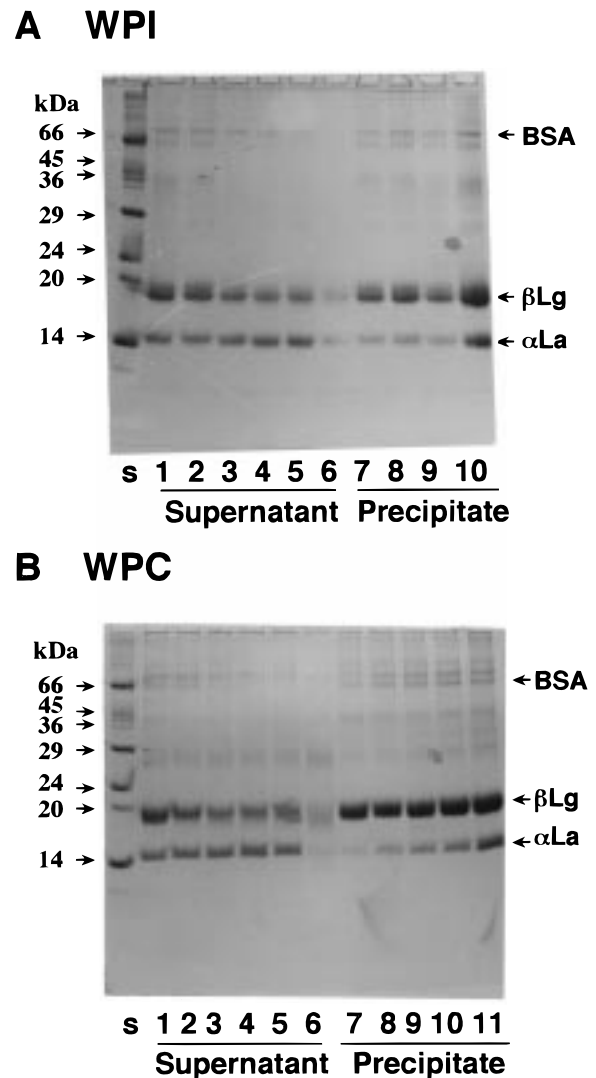 A WPI
kDa
66
45
36
29
24
20
14
BSA
βLg
αLa
s 1 2 3 4 5 6 7 8 9 10
Supernatant Precipitate
B WPC
kDa
66
45
36
29
24
20
14
BSA
βLg
αLa
s 1 2 3 4 5 6 7 8 9 10 11
Supernatant Precipitate